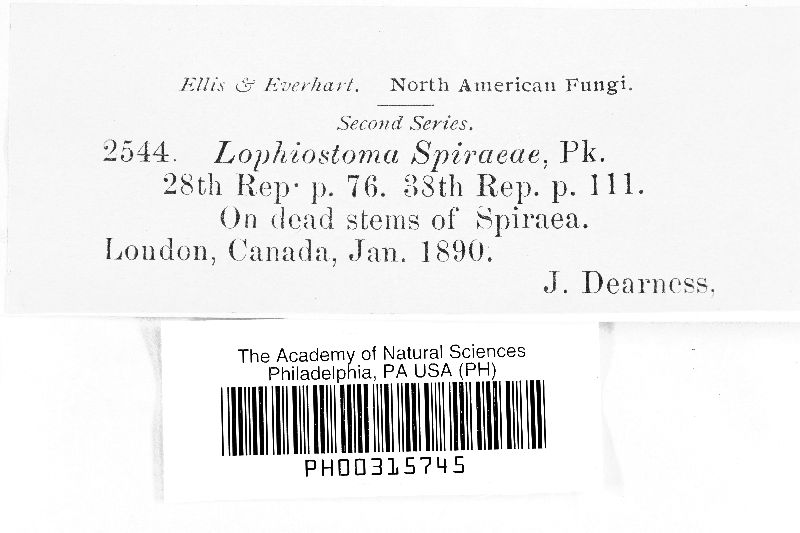 Ellis & Everhart. North American Fungi.
Second Series.
2544. Lophiostoma Spiraeae, Pk.
28th Rep. p. 76. 38th Rep. p. 111.
On dead stems of Spiraea.
London, Canada, Jan. 1890.
J. Dearness.
The Academy of Natural Sciences
Philadelphia, PA USA (PH)
PH00315745